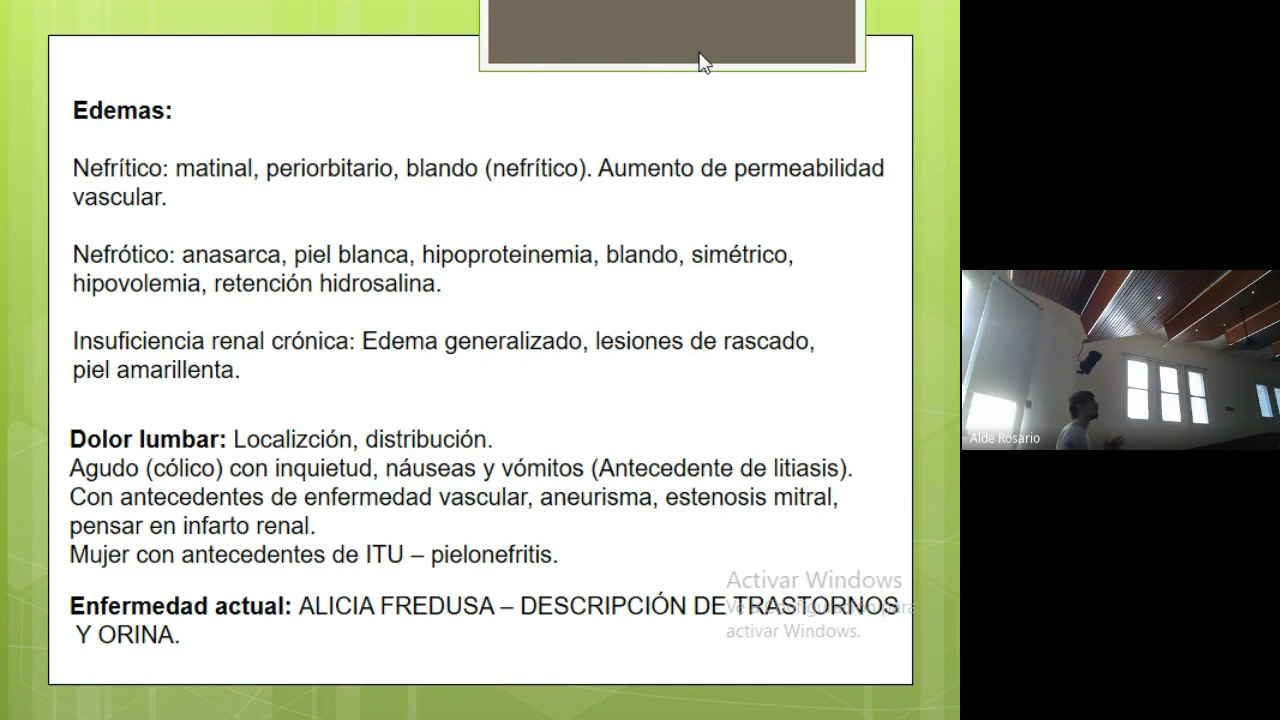 Edemas:
Nefrítico: matinal, periorbitario, blando (nefrítico). Aumento de permeabilidad
vascular.
Nefrótico: anasarca, piel blanca, hipoproteinemia, blando, simétrico,
hipovolemia, retención hidrosalina.
Insuficiencia renal crónica: Edema generalizado, lesiones de rascado,
piel amarillenta.
Dolor lumbar: Localizción, distribución.
Agudo (cólico) con inquietud, náuseas y vómitos (Antecedente de litiasis).
Con antecedentes de enfermedad vascular, aneurisma, estenosis mitral,
pensar en infarto renal.
Mujer con antecedentes de ITU – pielonefritis.
Enfermedad actual: ALICIA FREDUSA – DESCRIPCIÓN DE TRASTORNOS
Y ORINA.
Activar Windows
Ve a Configuración para
activar Windows.
Alde Rosario